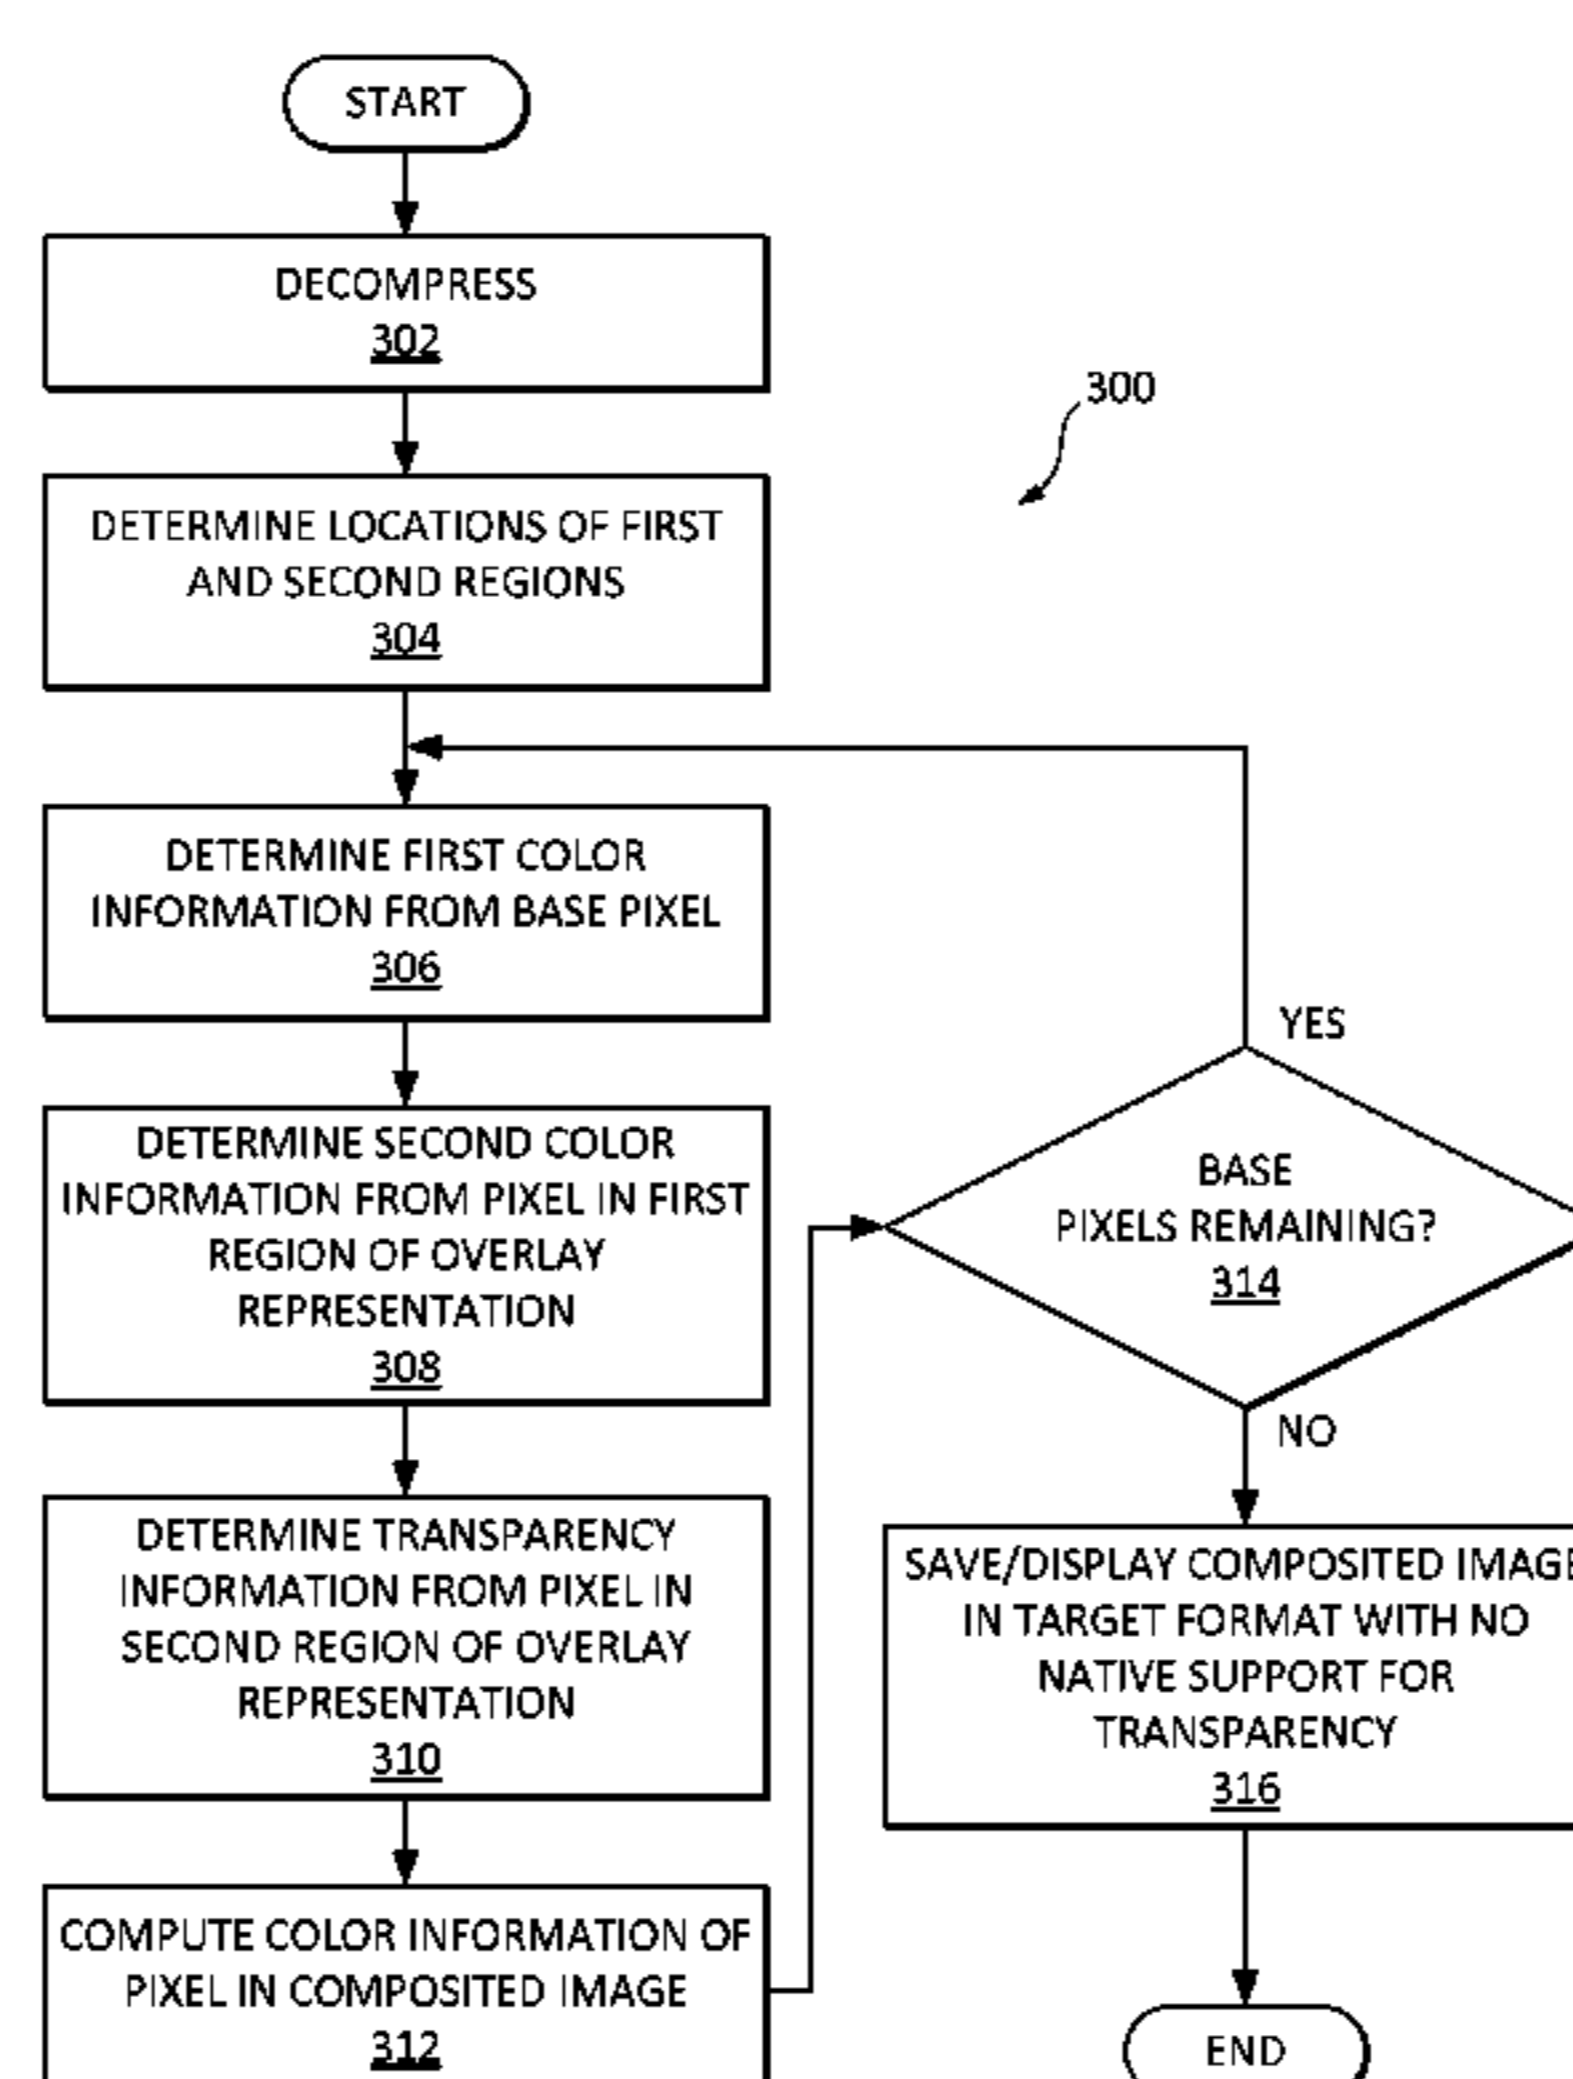 START
DECOMPRESS
302
300
DETERMINE LOCATIONS OF FIRST
AND SECOND REGIONS
304
DETERMINE FIRST COLOR
INFORMATION FROM BASE PIXEL
306
DETERMINE SECOND COLOR
INFORMATION FROM PIXEL IN FIRST
REGION OF OVERLAY
REPRESENTATION
308
DETERMINE TRANSPARENCY
INFORMATION FROM PIXEL IN
SECOND REGION OF OVERLAY
REPRESENTATION
310
COMPUTE COLOR INFORMATION OF
PIXEL IN COMPOSITED IMAGE
312
YES
BASE
PIXELS REMAINING?
314
NO
SAVE/DISPLAY COMPOSITED IMAGE
IN TARGET FORMAT WITH NO
NATIVE SUPPORT FOR
TRANSPARENCY
316
END